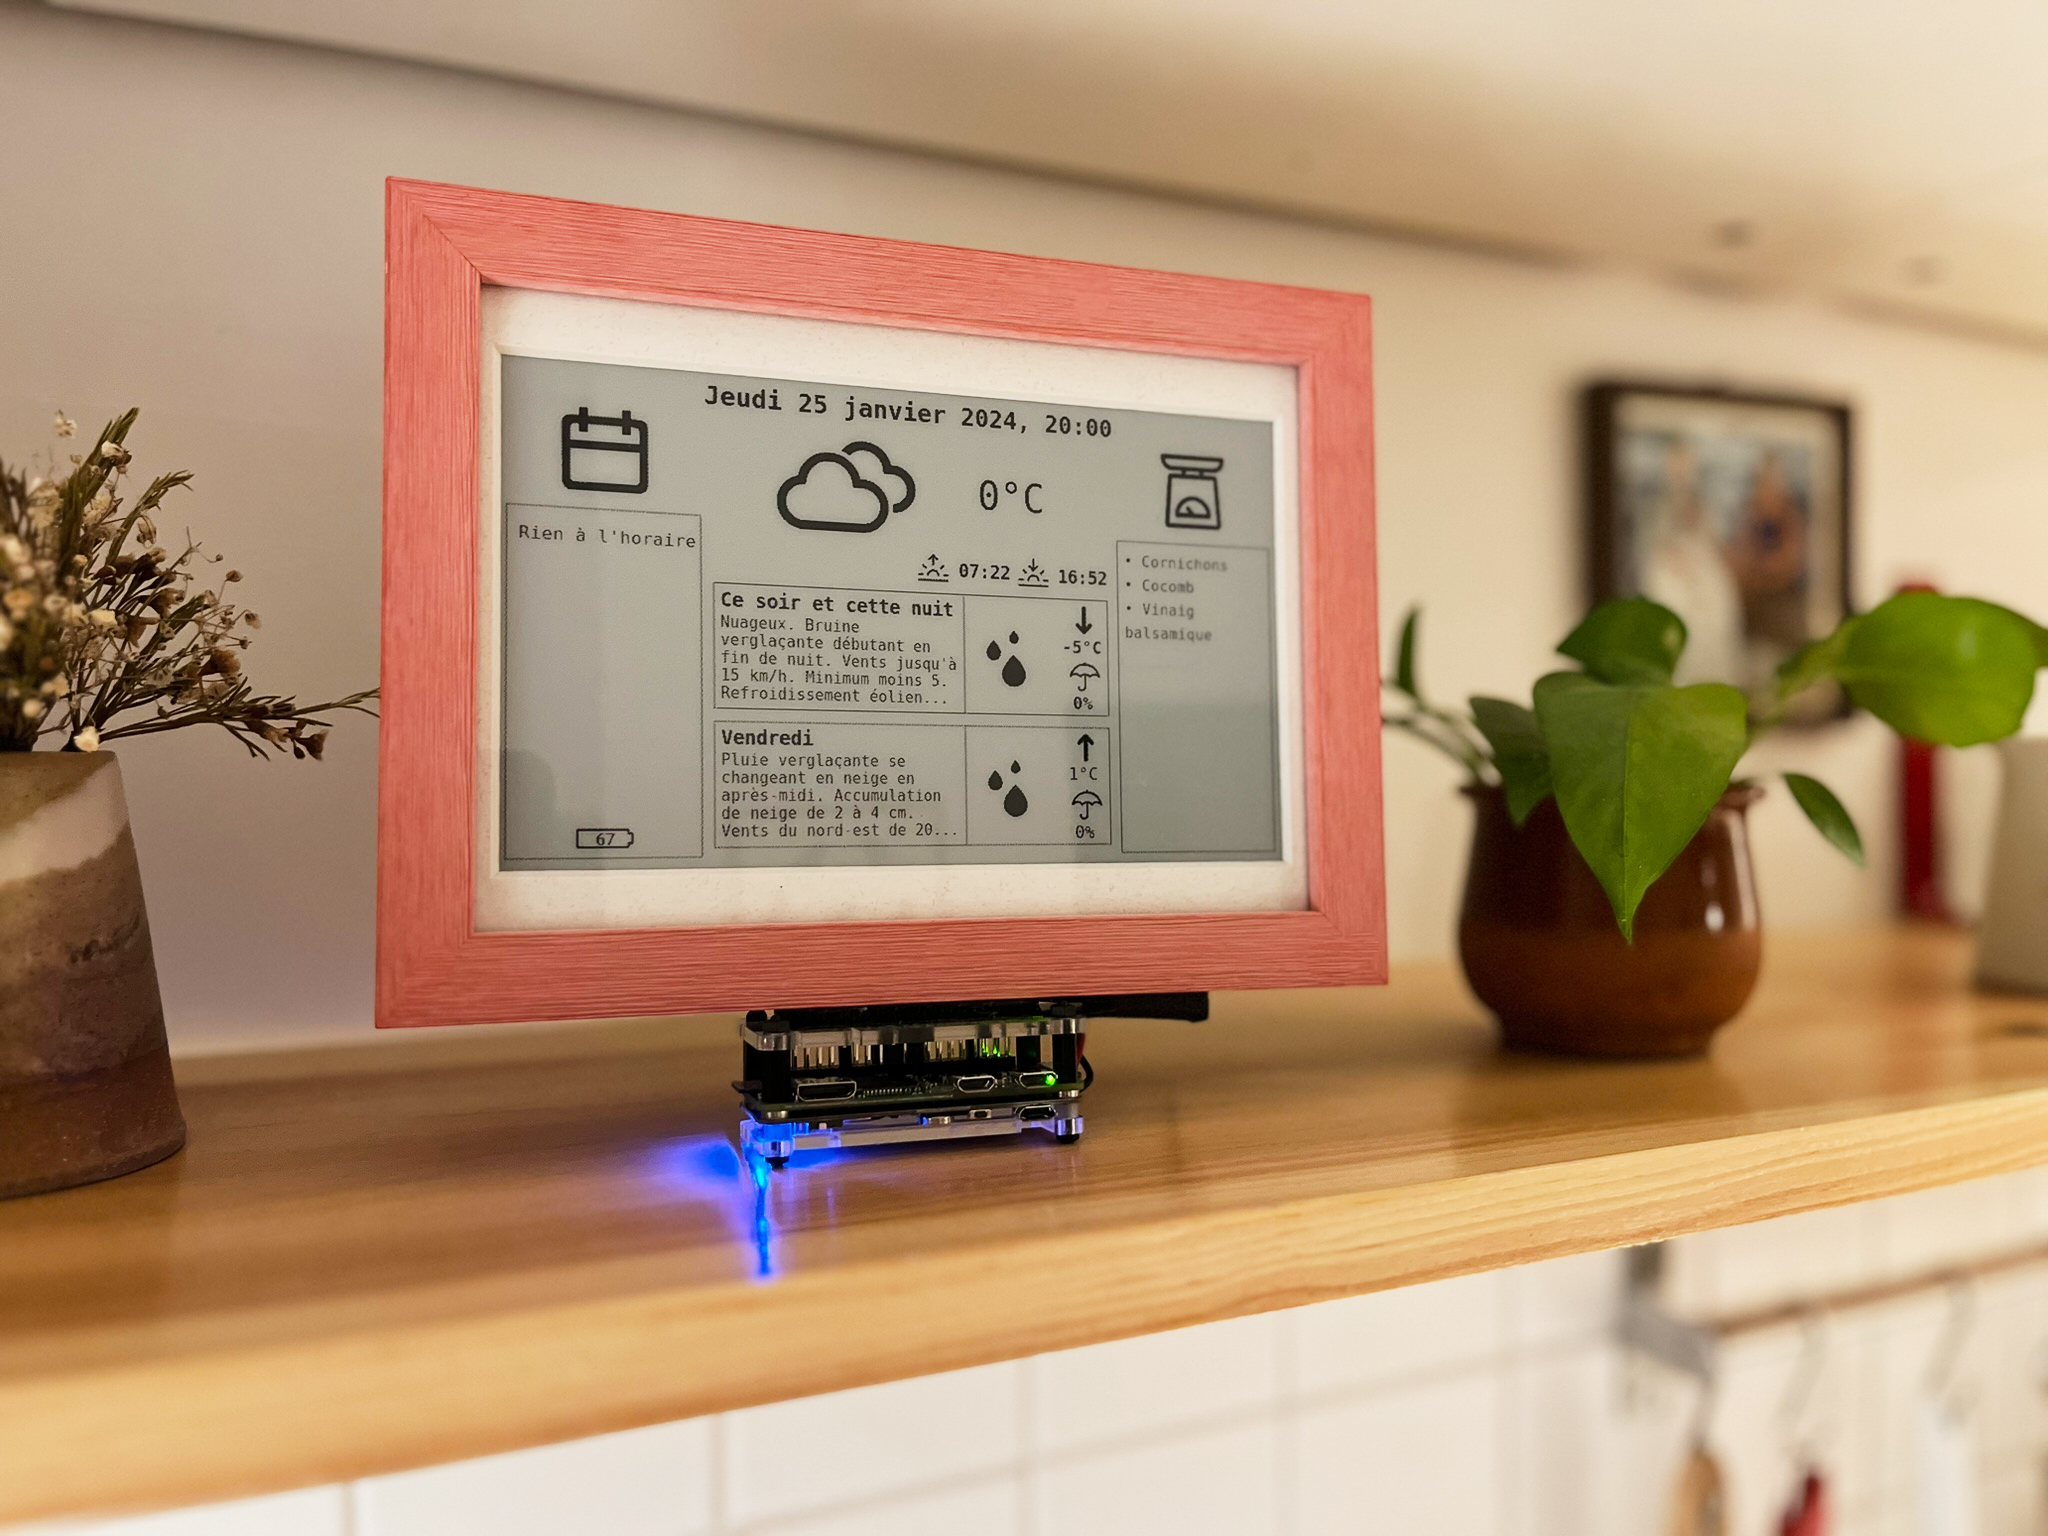 Jeudi 25 janvier 2024, 20:00
0°C
07:22 16:52
Rien à l'horaire
67
Ce soir et cette nuit
Nuageux. Bruine
verglaçante débutant en
fin de nuit. Vents jusqu'à
15 km/h. Minimum moins 5.
Refroidissement éolien...
-5°C
0%
Vendredi
Pluie verglaçante se
changeant en neige en
après-midi. Accumulation
de neige de 2 à 4 cm.
Vents du nord-est de 20...
1°C
0%
• Cornichons
• Cocomb
• Vinaig
balsamique